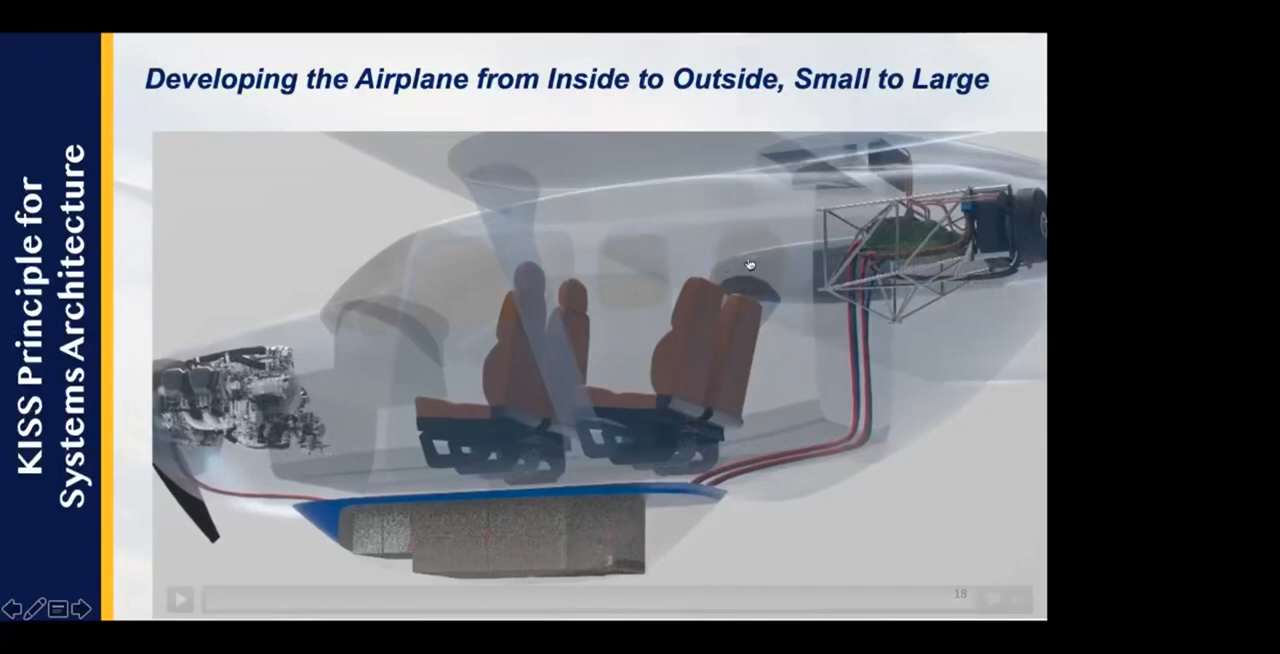 KISS Principle for
Systems Architecture
Developing the Airplane from Inside to Outside, Small to Large
18